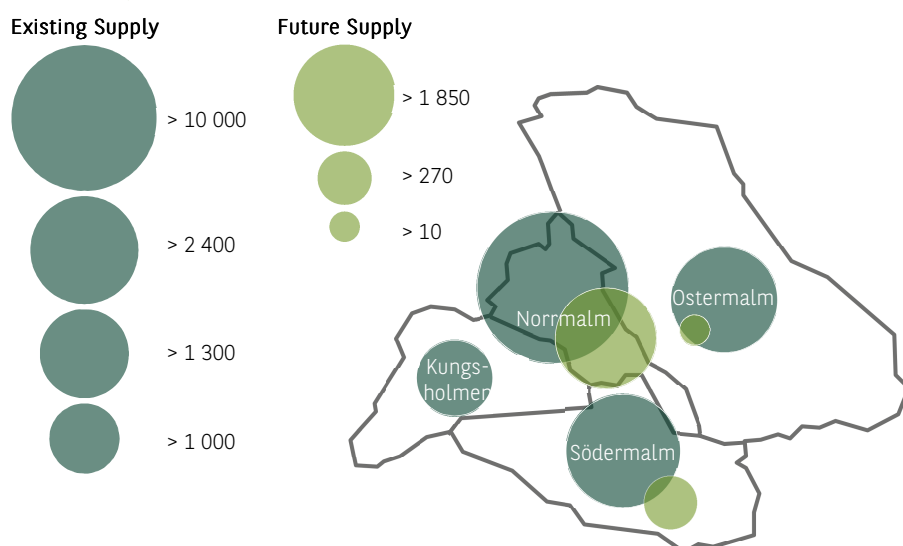 Existing Supply
> 10 000
> 2 400
> 1 300
> 1 000
Future Supply
> 1 850
> 270
> 10
Norrmalm
Ostermalm
Kungs-
holmen
Södermalm